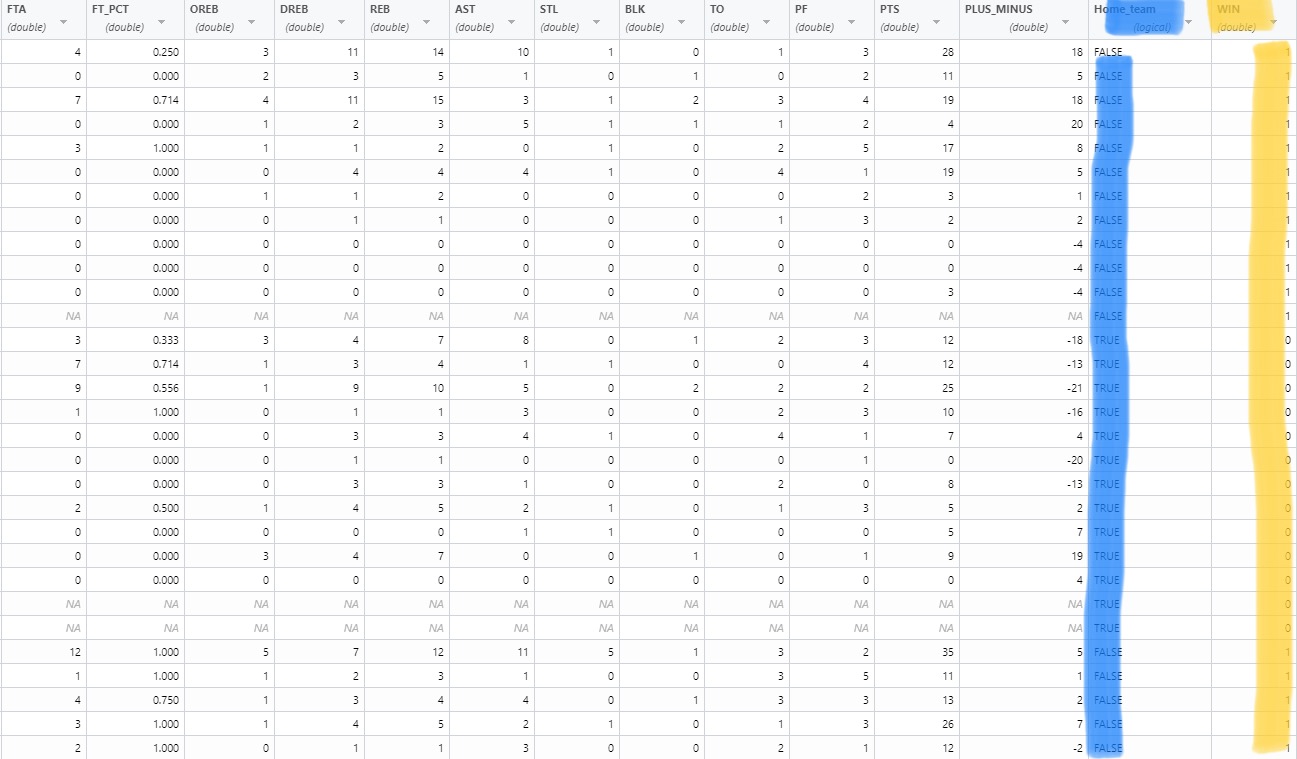 FTA FT_PCT OREB DREB REB AST STL BLK TO PF PTS PLUS_MINUS Home_team WIN
(double) (double) (double) (double) (double) (double) (double) (double) (double) (double) (double) (double) (logical) (double)
4 0.250 3 11 14 10 1 0 1 3 28 18 FALSE 1
0 0.000 2 3 5 1 0 1 0 2 11 5 FALSE 1
7 0.714 4 11 15 3 1 2 3 4 19 18 FALSE 1
0 0.000 1 2 3 5 1 1 1 2 4 20 FALSE 1
3 1.000 1 1 2 0 1 0 2 5 17 8 FALSE 1
0 0.000 0 4 4 4 1 0 4 1 19 5 FALSE 1
0 0.000 1 1 2 0 0 0 0 2 3 1 FALSE 1
0 0.000 0 1 1 0 0 0 1 3 2 2 FALSE 1
0 0.000 0 0 0 0 0 0 0 0 0 -4 FALSE 1
0 0.000 0 0 0 0 0 0 0 0 0 -4 FALSE 1
0 0.000 0 0 0 0 0 0 0 0 3 -4 FALSE 1
NA NA NA NA NA NA NA NA NA NA NA NA FALSE 1
3 0.333 3 4 7 8 0 1 2 3 12 -18 TRUE 0
7 0.714 1 3 4 1 1 0 0 4 12 -13 TRUE 0
9 0.556 1 9 10 5 0 2 2 2 25 -21 TRUE 0
1 1.000 0 1 1 3 0 0 2 3 10 -16 TRUE 0
0 0.000 0 3 3 4 1 0 4 1 7 4 TRUE 0
0 0.000 0 1 1 0 0 0 0 1 0 -20 TRUE 0
0 0.000 0 3 3 1 0 0 2 0 8 -13 TRUE 0
2 0.500 1 4 5 2 1 0 1 3 5 2 TRUE 0
0 0.000 0 0 0 1 1 0 0 0 5 7 TRUE 0
0 0.000 3 4 7 0 0 1 0 1 9 19 TRUE 0
0 0.000 0 0 0 0 0 0 0 0 0 4 TRUE 0
NA NA NA NA NA NA NA NA NA NA NA NA TRUE 0
NA NA NA NA NA NA NA NA NA NA NA NA TRUE 0
12 1.000 5 7 12 11 5 1 3 2 35 5 FALSE 1
1 1.000 1 2 3 1 0 0 3 5 11 1 FALSE 1
4 0.750 1 3 4 4 0 1 3 3 13 2 FALSE 1
3 1.000 1 4 5 2 1 0 1 3 26 7 FALSE 1
2 1.000 0 1 1 3 0 0 2 1 12 -2 FALSE 1